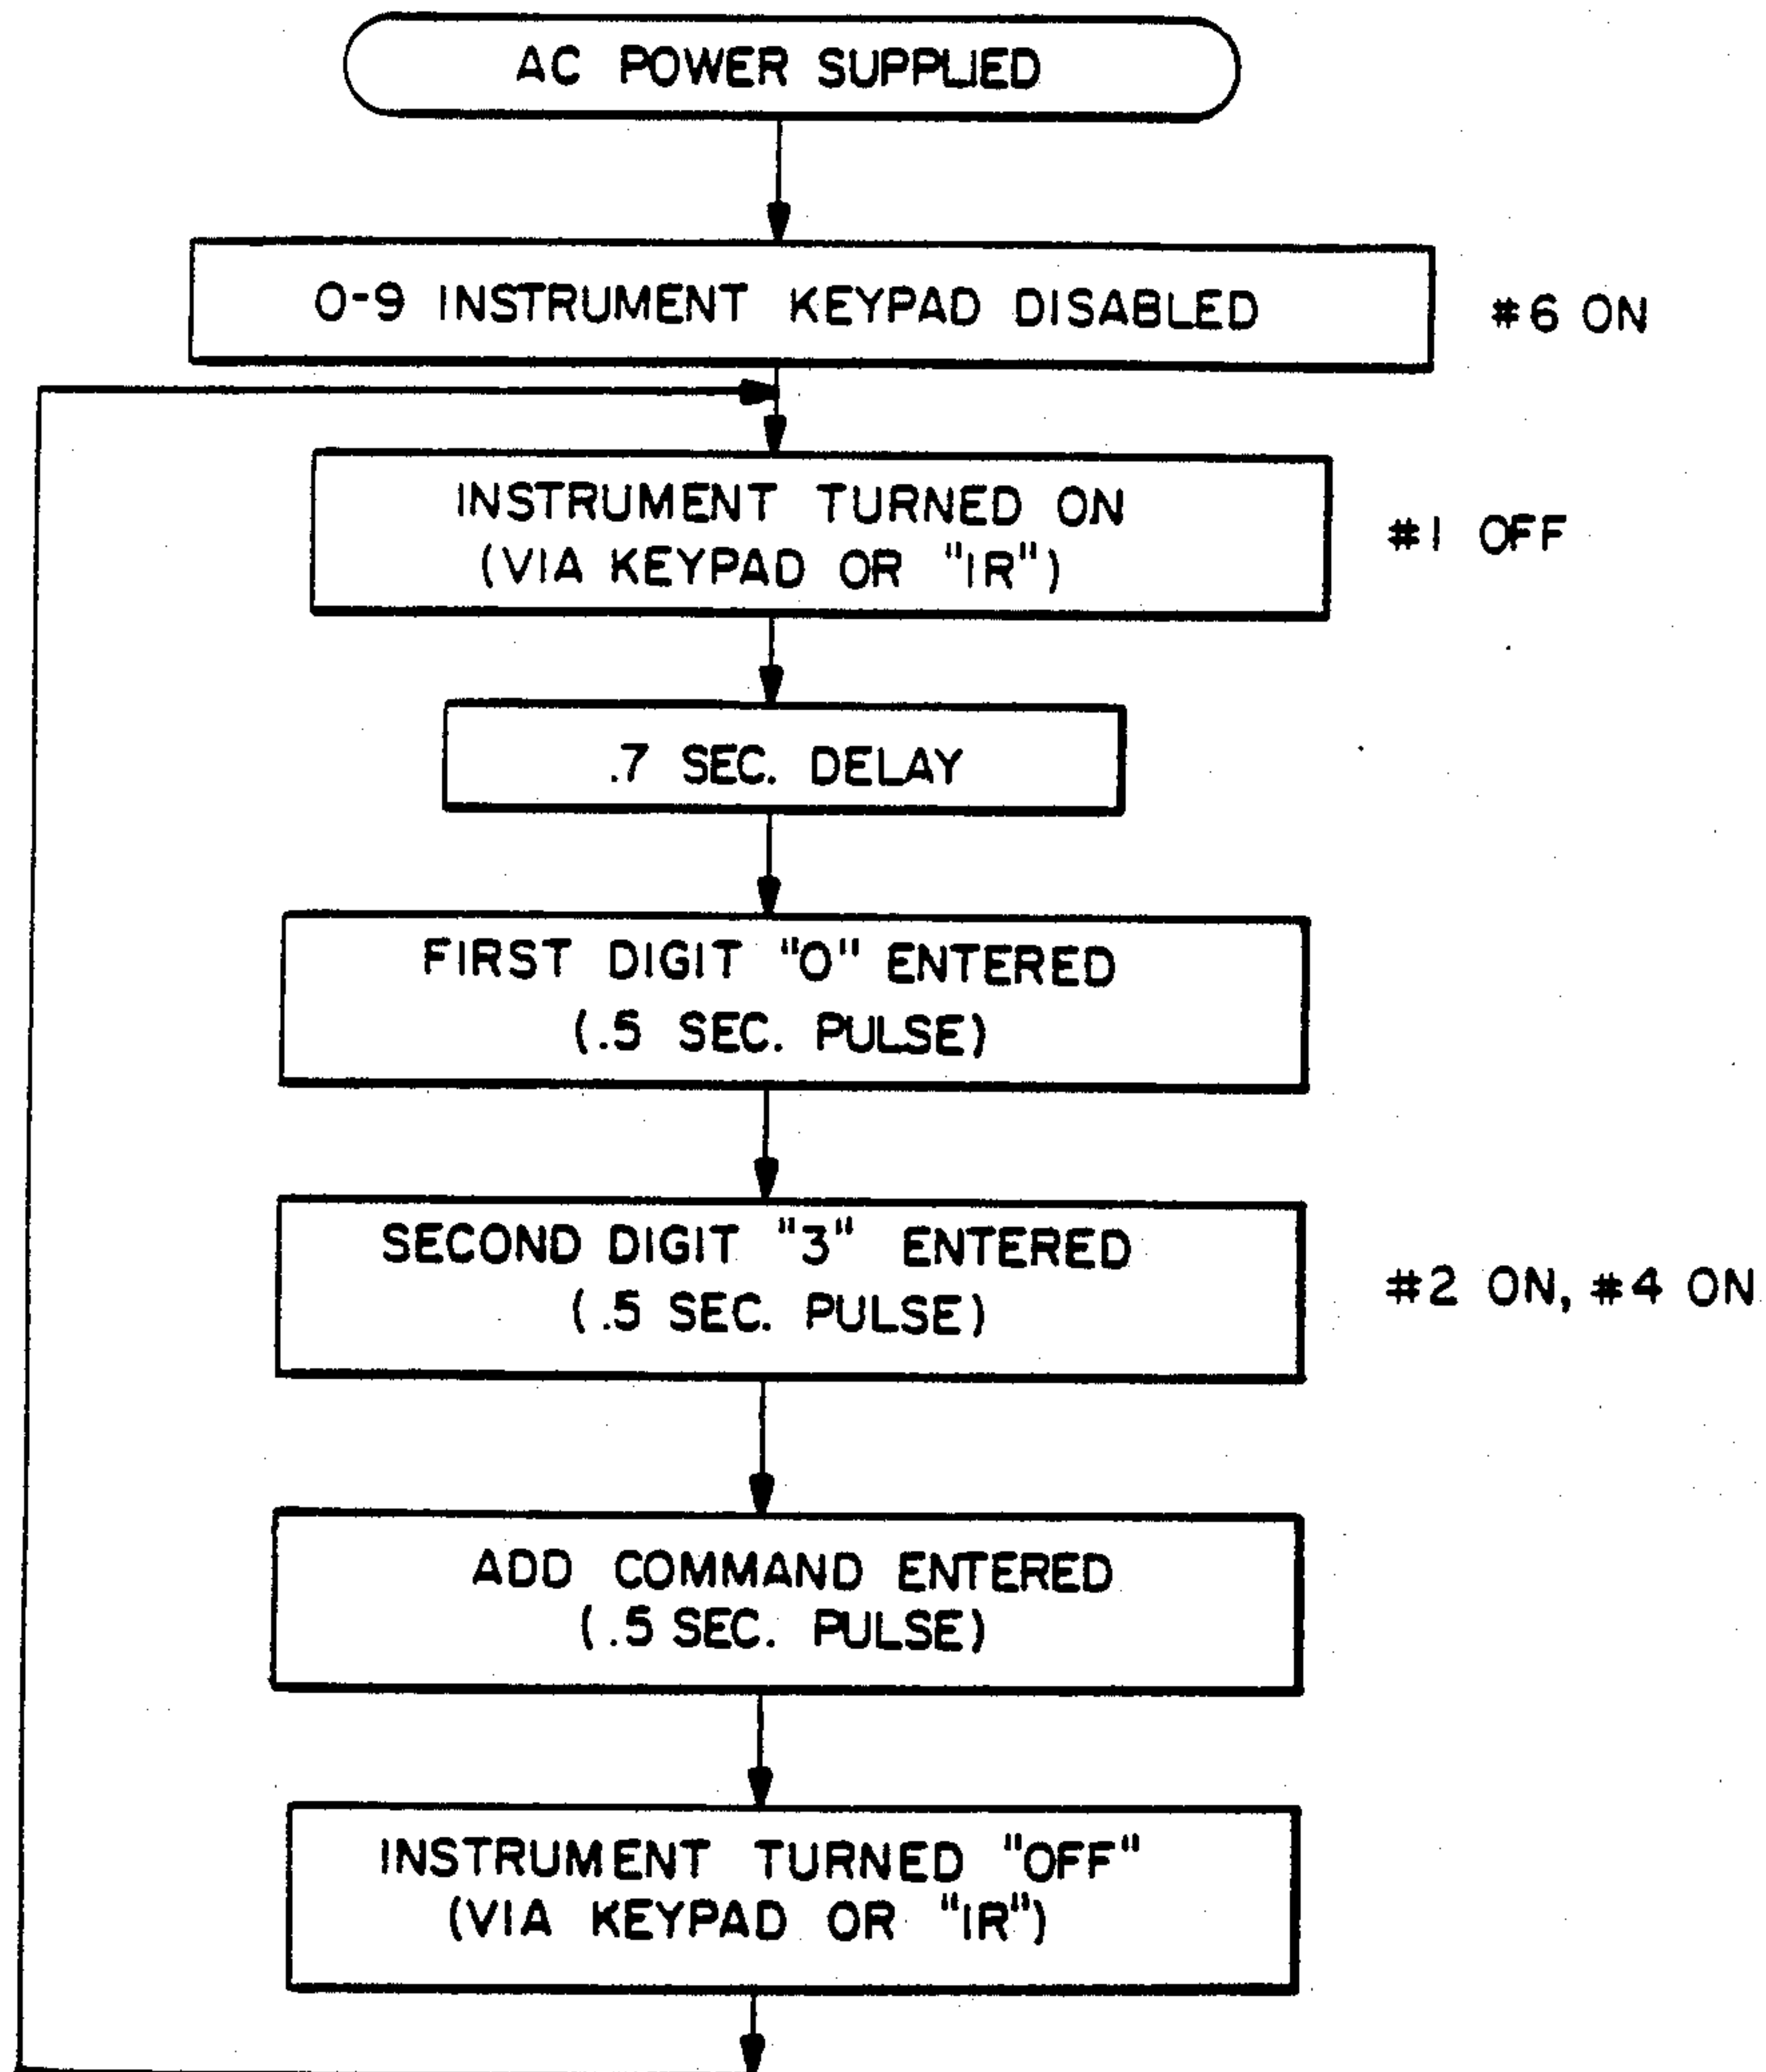 AC POWER SUPPLIED
0-9 INSTRUMENT KEYPAD DISABLED
#6 ON
INSTRUMENT TURNED ON
(VIA KEYPAD OR "IR")
#1 OFF
.7 SEC. DELAY
FIRST DIGIT "0" ENTERED
(.5 SEC. PULSE)
SECOND DIGIT "3" ENTERED
(.5 SEC. PULSE)
#2 ON, #4 ON
ADD COMMAND ENTERED
(.5 SEC. PULSE)
INSTRUMENT TURNED "OFF"
(VIA KEYPAD OR "IR")